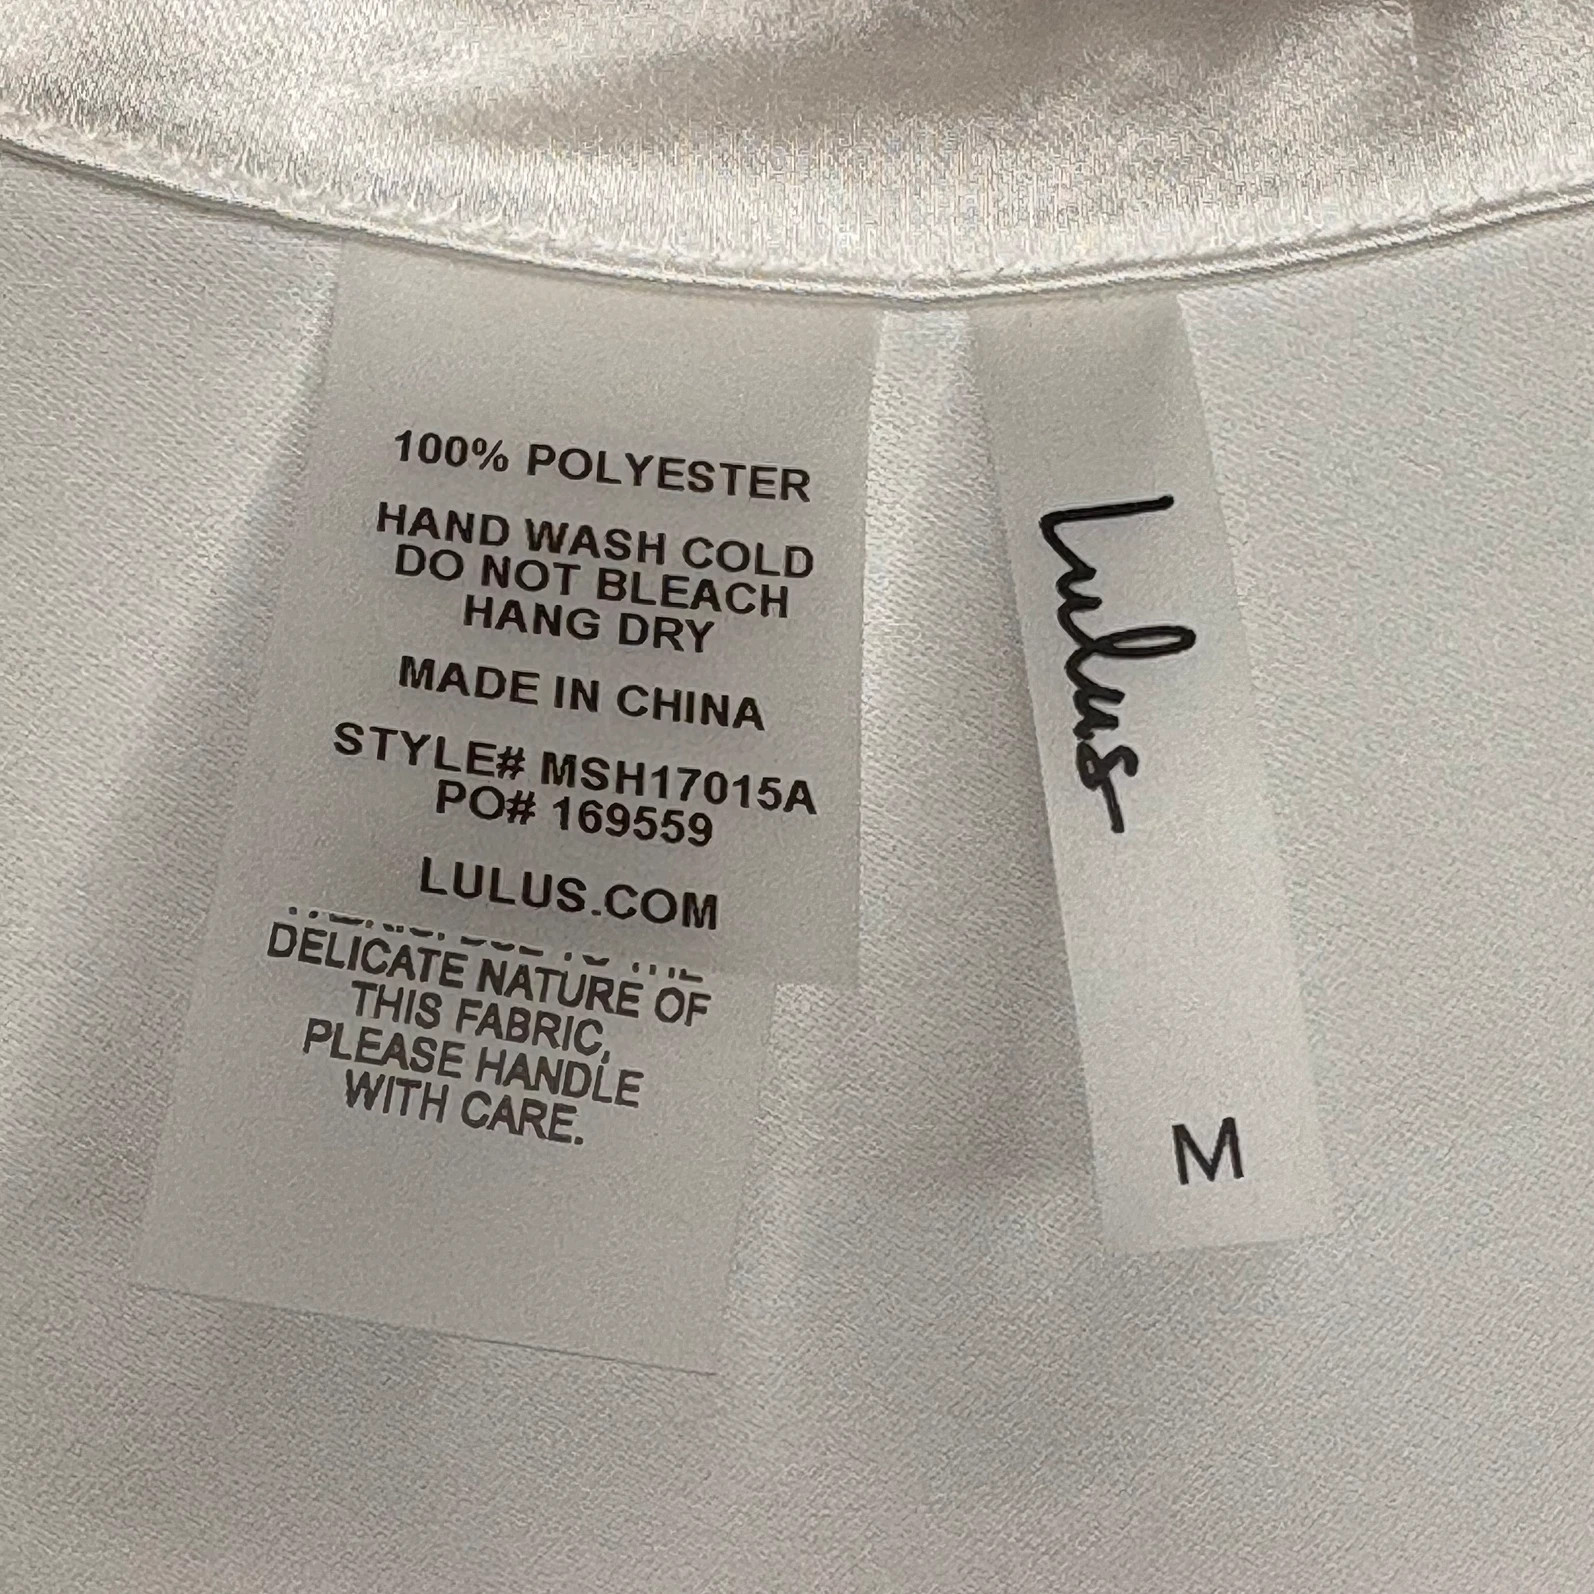 100% POLYESTER
HAND WASH COLD
DO NOT BLEACH
HANG DRY
MADE IN CHINA
STYLE# MSH17015A
PO# 169559
LULUS.COM
DELICATE NATURE OF
THIS FABRIC,
PLEASE HANDLE
WITH CARE.
Lulus
M